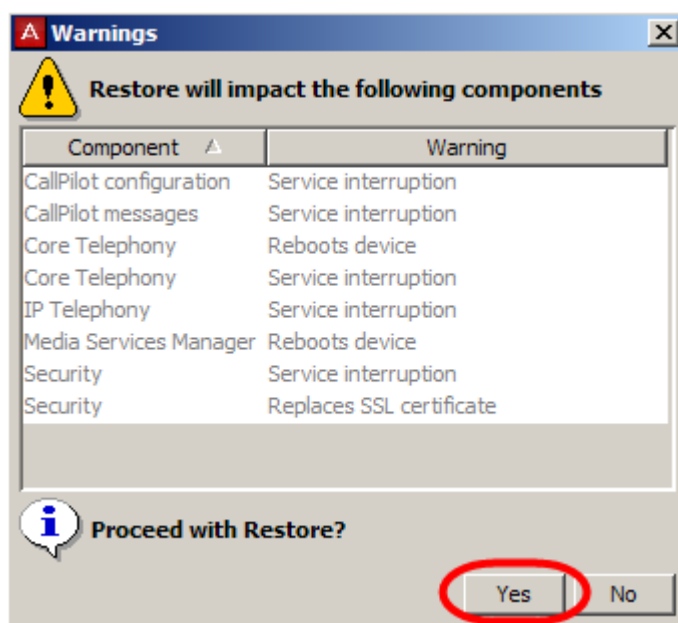 A Warnings
Restore will impact the following components
Component Warning
CallPilot configuration Service interruption
CallPilot messages Service interruption
Core Telephony Reboots device
Core Telephony Service interruption
IP Telephony Service interruption
Media Services Manager Reboots device
Security Service interruption
Security Replaces SSL certificate
Proceed with Restore?
Yes No